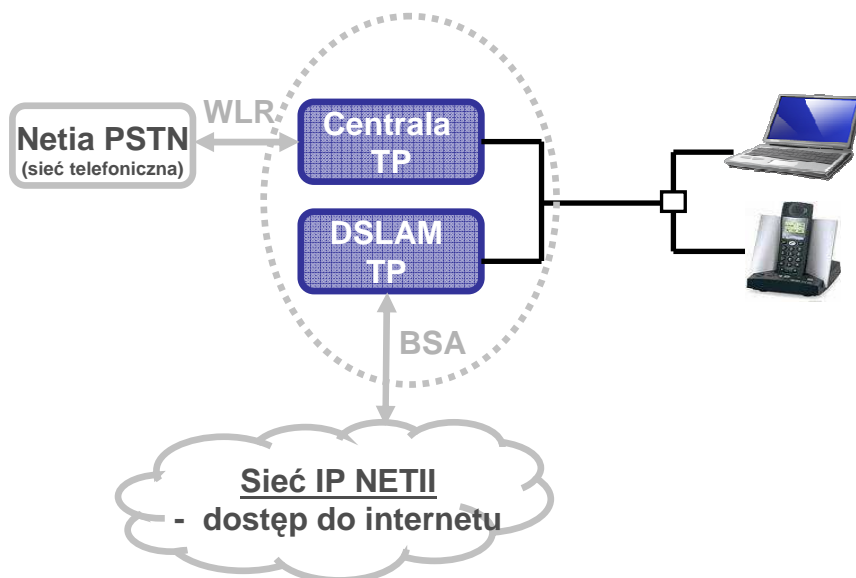 WLR
Netia PSTN
(sieć telefoniczna)
Centrala
TP
DSLAM
TP
BSA
Sieć IP NETII
- dostęp do internetu